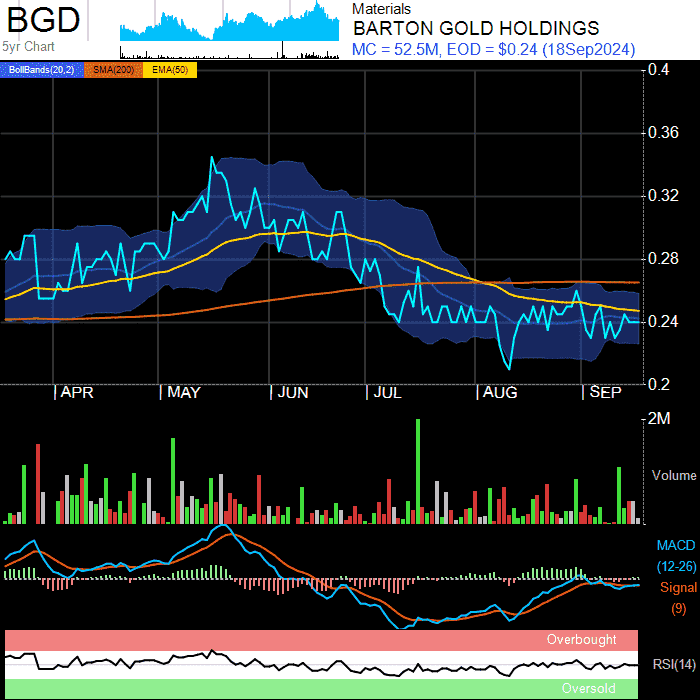 BGD
5yr Chart
Materials
BARTON GOLD HOLDINGS
MC = 52.5M, EOD = $0.24 (18Sep2024)
BollBands(20,2) SMA(200) EMA(50)
0.4
0.36
0.32
0.28
0.24
0.2
APR MAY JUN JUL AUG SEP
2M
Volume
MACD
(12-26)
Signal
(9)
Overbought
RSI(14)
Oversold